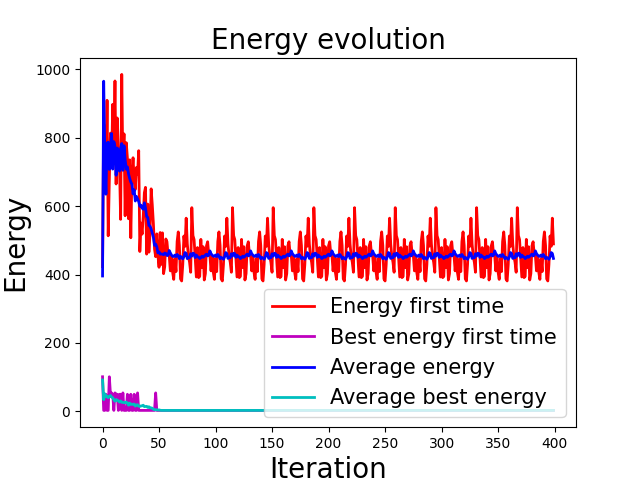 Energy evolution
Energy
1000
800
600
400
200
0
0 50 100 150 200 250 300 350 400
Iteration
Energy first time
Best energy first time
Average energy
Average best energy